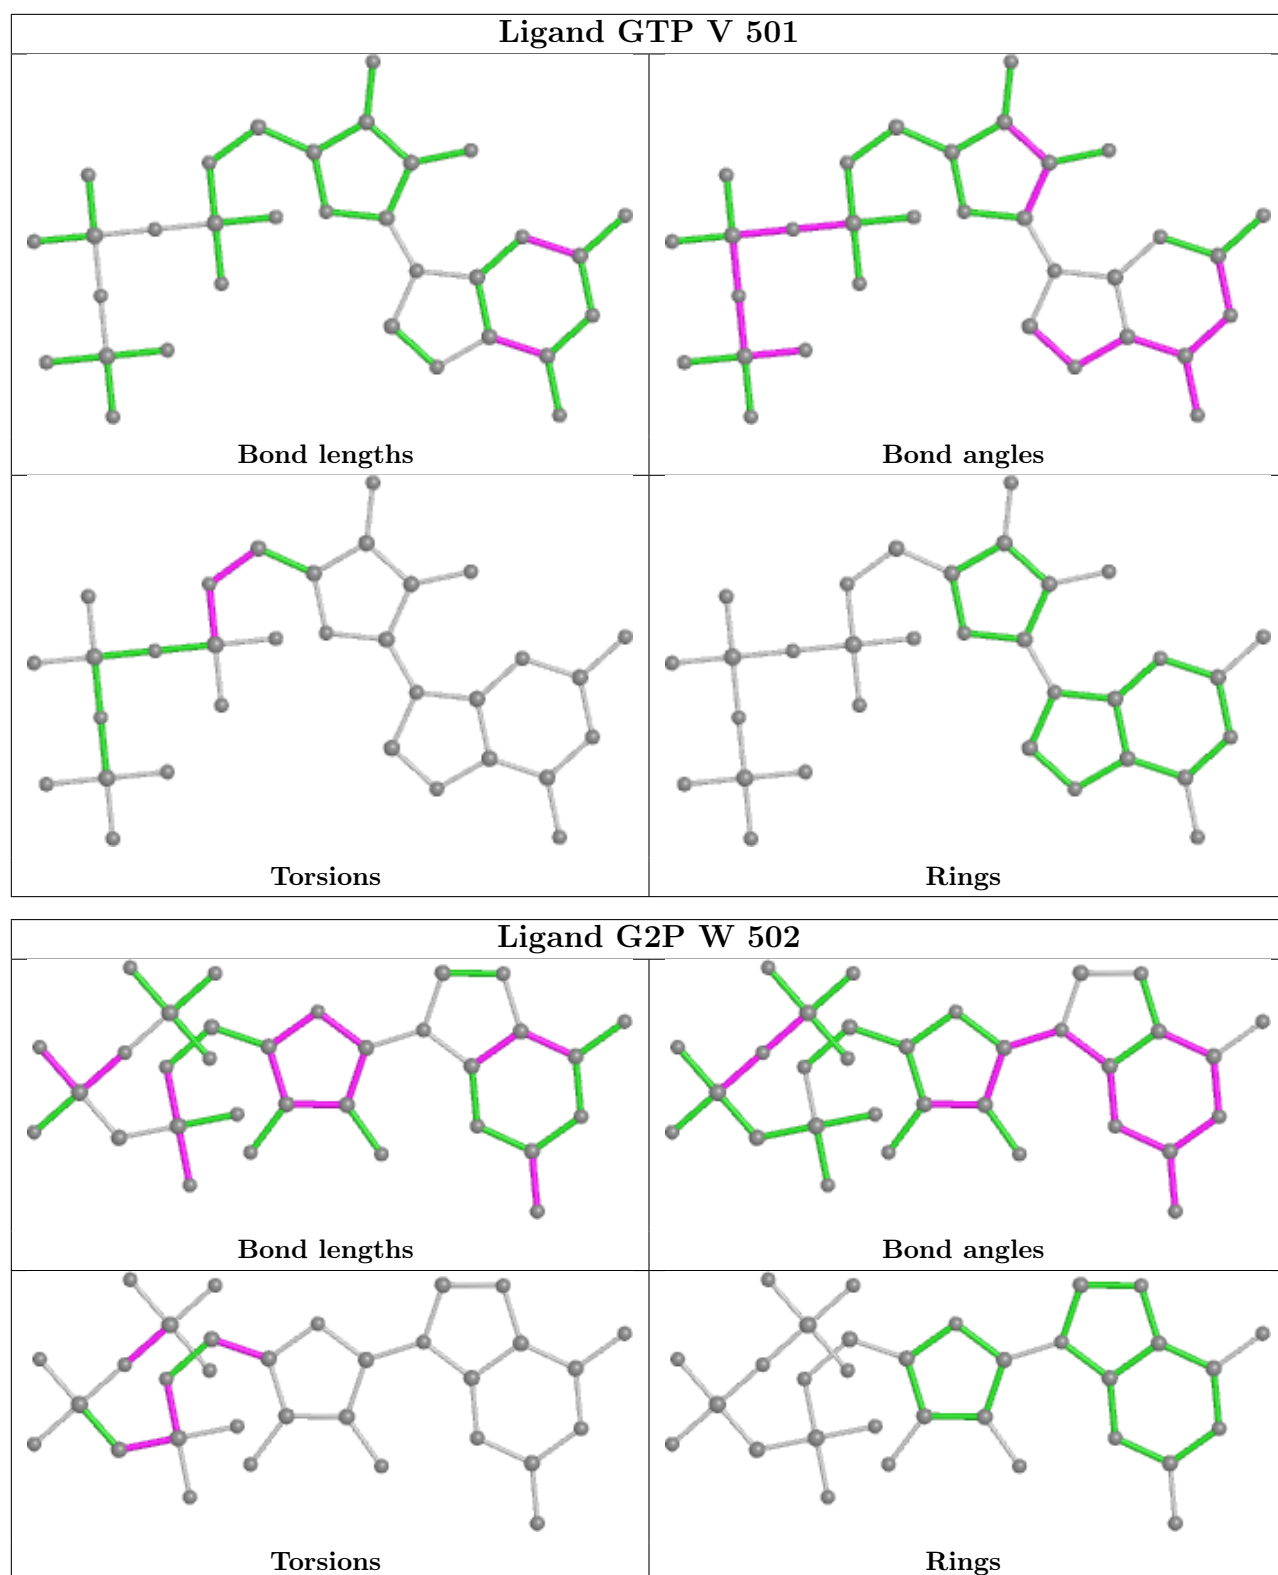 Ligand GTP V 501
Bond lengths
Bond angles
Torsions
Rings
Ligand G2P W 502
Bond lengths
Bond angles
Torsions
Rings